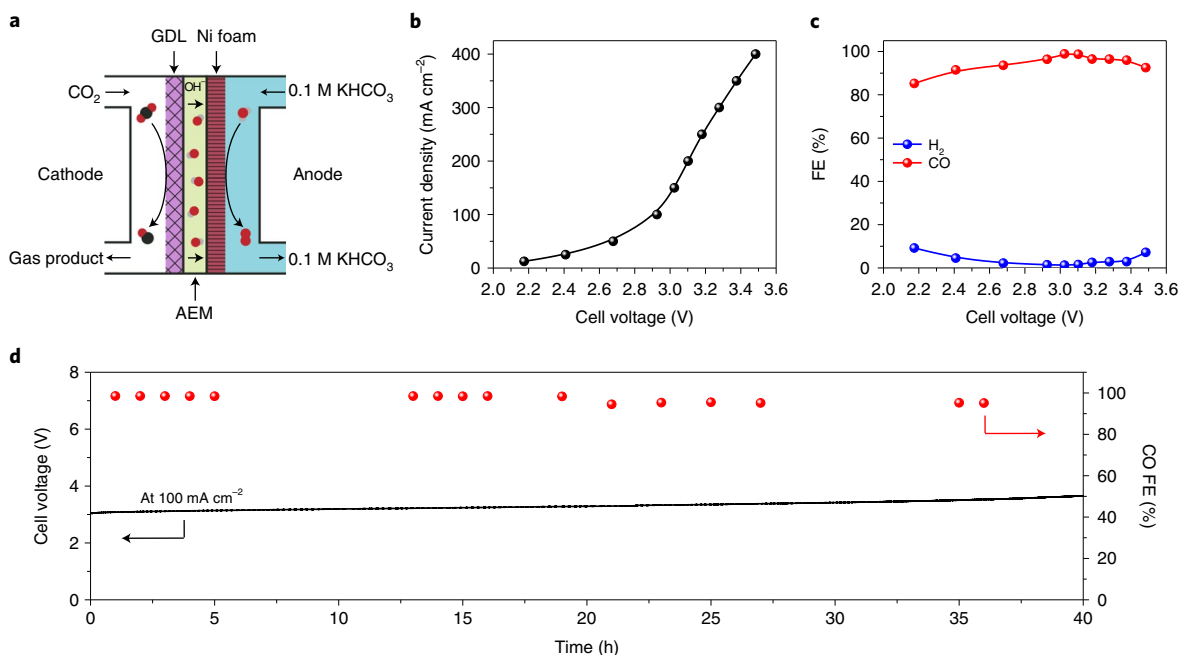 a
GDL
Ni foam
CO₂
OH⁻
0.1 M KHCO₃
Cathode
Anode
Gas product
0.1 M KHCO₃
AEM
b
Current density (mA cm⁻²)
400
300
200
100
0
2.0 2.2 2.4 2.6 2.8 3.0 3.2 3.4 3.6
Cell voltage (V)
c
FE (%)
100
80
60
40
20
0
H₂
CO
2.0 2.2 2.4 2.6 2.8 3.0 3.2 3.4 3.6
Cell voltage (V)
d
Cell voltage (V)
8
6
4
2
0
At 100 mA cm⁻²
100
80
60
40
20
0
CO FE (%)
0 5 10 15 20 25 30 35 40
Time (h)